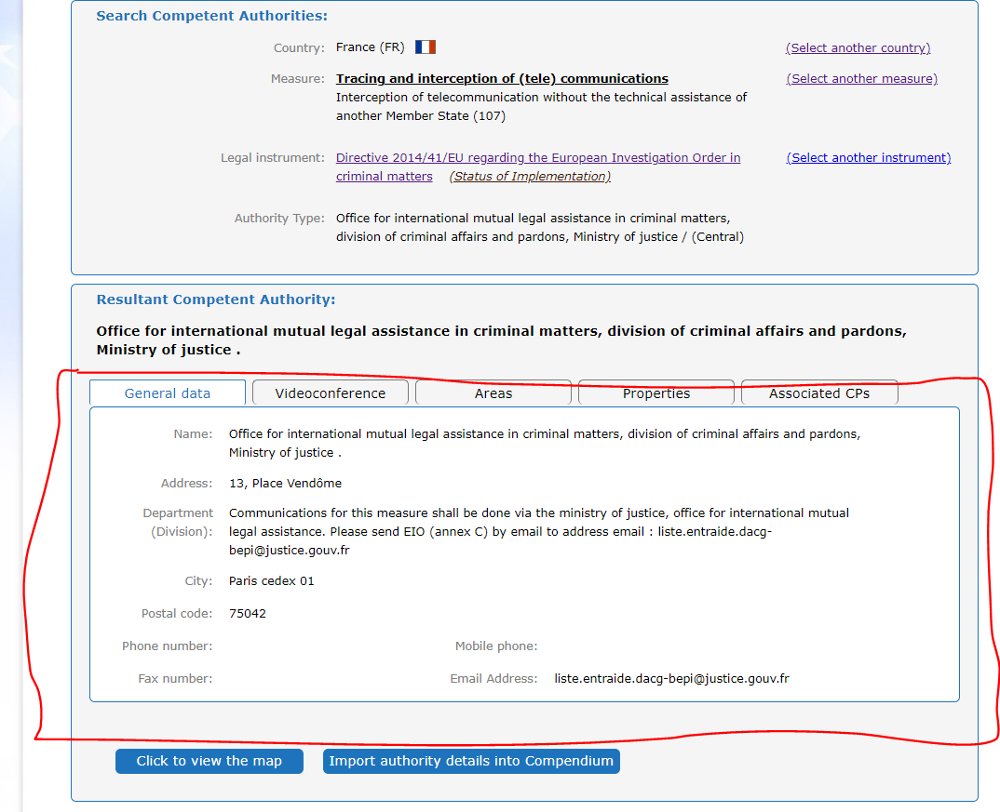 Search Competent Authorities:
Country: France (FR) (Select another country)
Measure: Tracing and interception of (tele) communications (Select another measure)
Interception of telecommunication without the technical assistance of
another Member State (107)
Legal instrument: Directive 2014/41/EU regarding the European Investigation Order in (Select another instrument)
criminal matters (Status of Implementation)
Authority Type: Office for international mutual legal assistance in criminal matters,
division of criminal affairs and pardons, Ministry of justice / (Central)
Resultant Competent Authority:
Office for international mutual legal assistance in criminal matters, division of criminal affairs and pardons,
Ministry of justice .
General data Videoconference Areas Properties Associated CPs
Name: Office for international mutual legal assistance in criminal matters, division of criminal affairs and pardons,
Ministry of justice .
Address: 13, Place Vendôme
Department Communications for this measure shall be done via the ministry of justice, office for international mutual
(Division): legal assistance. Please send EIO (annex C) by email to address email : liste.entraide.dacg-
bepi@justice.gouv.fr
City: Paris cedex 01
Postal code: 75042
Phone number: Mobile phone:
Fax number: Email Address: liste.entraide.dacg-bepi@justice.gouv.fr
Click to view the map Import authority details into Compendium